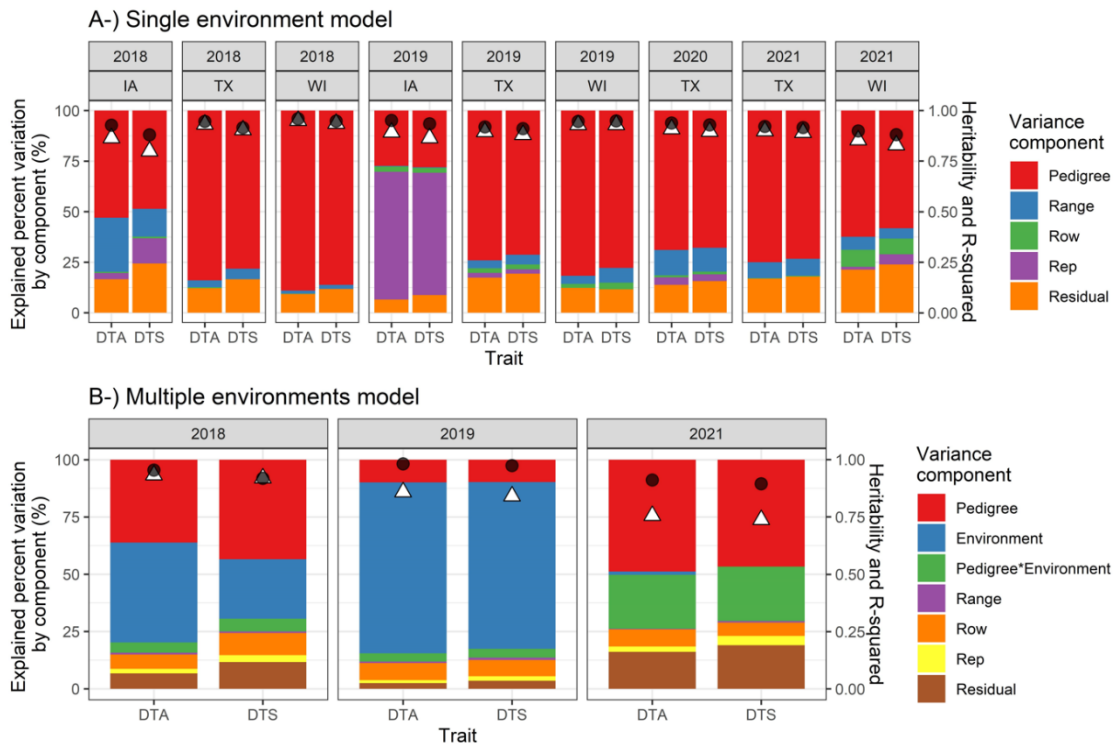 A-) Single environment model
2018 2018 2018 2019 2019 2019 2020 2021 2021
IA TX WI IA TX WI TX TX WI
100
75
50
25
0
1.00
0.75
0.50
0.25
0.00
Explained percent variation
by component (%)
Heritability and R-squared
DTA DTS DTA DTS DTA DTS DTA DTS DTA DTS DTA DTS DTA DTS DTA DTS DTA DTS
Trait
Variance
component
Pedigree
Range
Row
Rep
Residual
B-) Multiple environments model
2018 2019 2021
100
75
50
25
0
1.00
0.75
0.50
0.25
0.00
Explained percent variation
by component (%)
Heritability and R-squared
DTA DTS DTA DTS DTA DTS
Trait
Variance
component
Pedigree
Environment
Pedigree*Environment
Range
Row
Rep
Residual